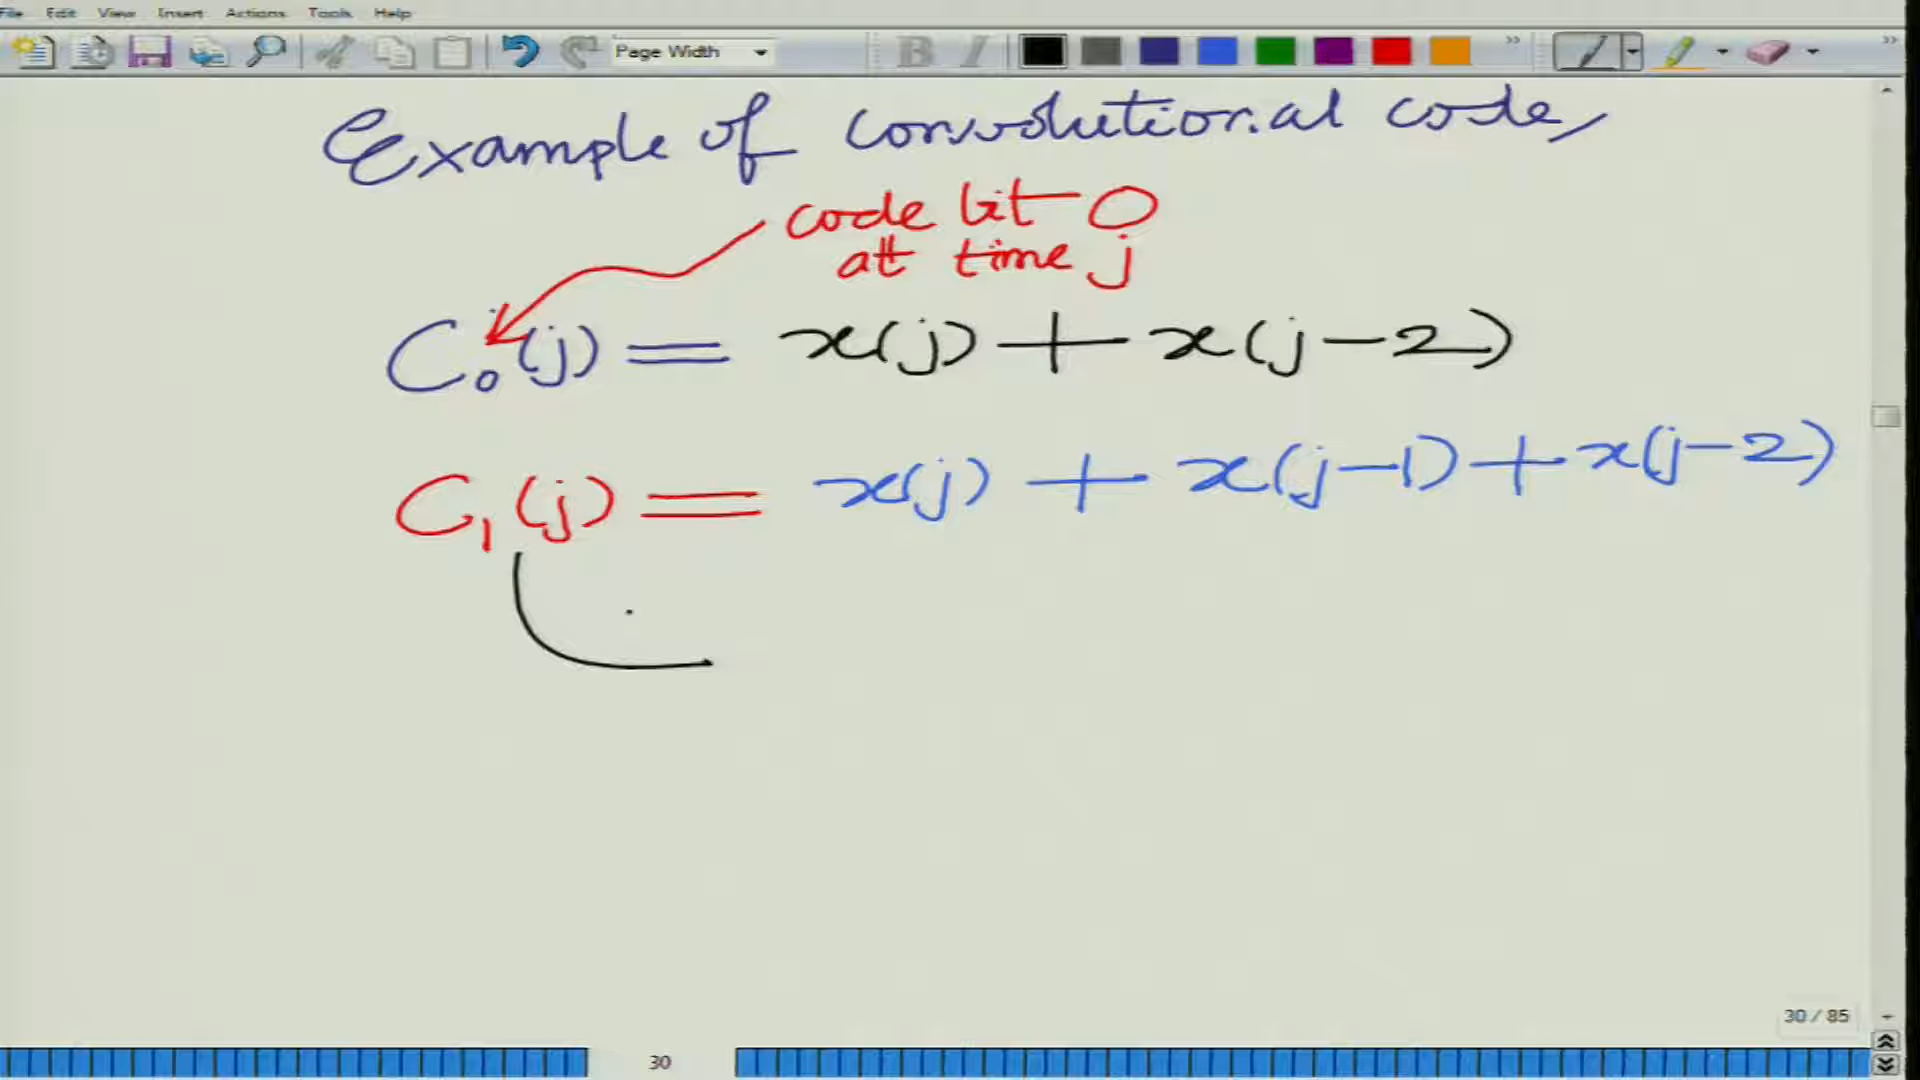 File Edit View Insert Actions Tools Help
Page Width
B I
Example of convolutional code,
code bit 0
at time j
C₀(j) = x(j) + x(j-2)
C₁(j) = x(j) + x(j-1) + x(j-2)
30 / 85
30